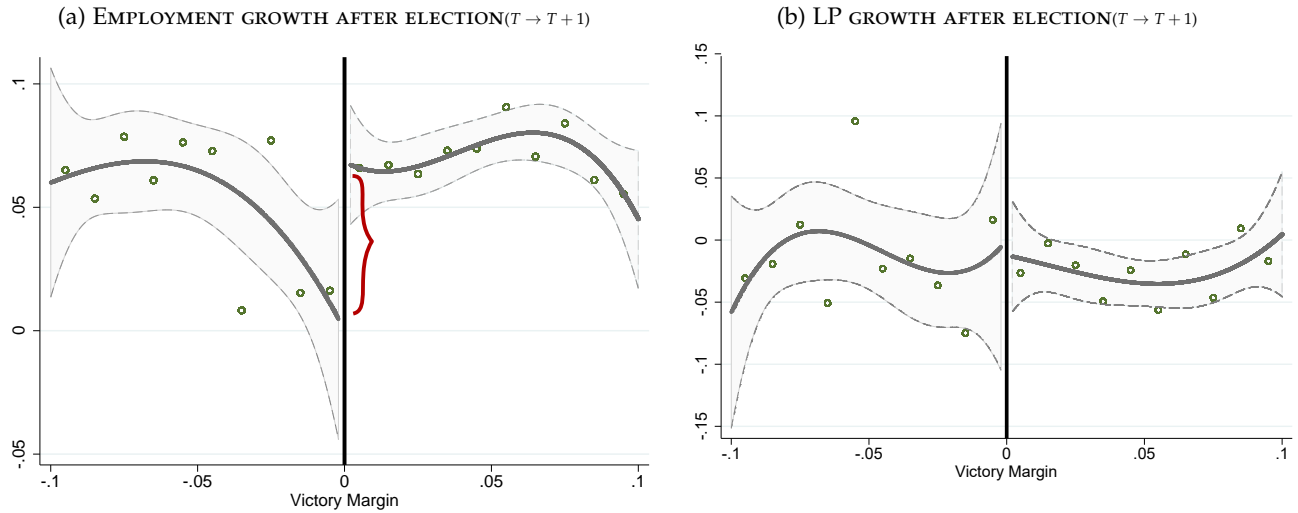 (a) EMPLOYMENT GROWTH AFTER ELECTION(T → T + 1)
.1
.05
0
-.05
-.1 -.05 0 .05 .1
Victory Margin
(b) LP GROWTH AFTER ELECTION(T → T + 1)
.15
.1
.05
0
-.05
-.1
-.15
-.1 -.05 0 .05 .1
Victory Margin